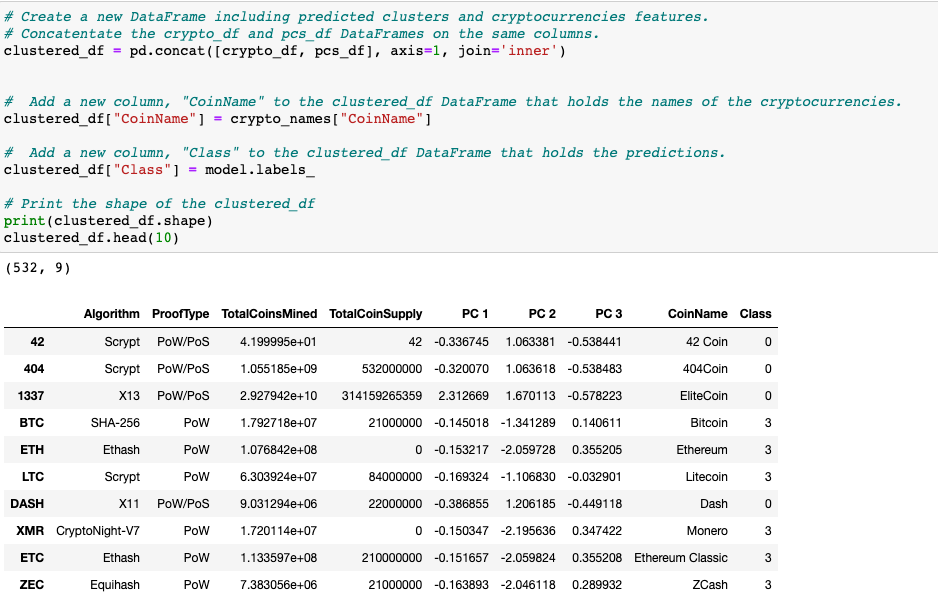 # Create a new DataFrame including predicted clusters and cryptocurrencies features.
# Concatentate the crypto_df and pcs_df DataFrames on the same columns.
clustered_df = pd.concat([crypto_df, pcs_df], axis=1, join='inner')
#  Add a new column, "CoinName" to the clustered_df DataFrame that holds the names of the cryptocurrencies.
clustered_df["CoinName"] = crypto_names["CoinName"]
#  Add a new column, "Class" to the clustered_df DataFrame that holds the predictions.
clustered_df["Class"] = model.labels_
# Print the shape of the clustered_df
print(clustered_df.shape)
clustered_df.head(10)
(532, 9)
Algorithm ProofType TotalCoinsMined TotalCoinSupply PC 1 PC 2 PC 3 CoinName Class
42 Scrypt PoW/PoS 4.199995e+01 42 -0.336745 1.063381 -0.538441 42 Coin 0
404 Scrypt PoW/PoS 1.055185e+09 532000000 -0.320070 1.063618 -0.538483 404Coin 0
1337 X13 PoW/PoS 2.927942e+10 314159265359 2.312669 1.670113 -0.578223 EliteCoin 0
BTC SHA-256 PoW 1.792718e+07 21000000 -0.145018 -1.341289 0.140611 Bitcoin 3
ETH Ethash PoW 1.076842e+08 0 -0.153217 -2.059728 0.355205 Ethereum 3
LTC Scrypt PoW 6.303924e+07 84000000 -0.169324 -1.106830 -0.032901 Litecoin 3
DASH X11 PoW/PoS 9.031294e+06 22000000 -0.386855 1.206185 -0.449118 Dash 0
XMR CryptoNight-V7 PoW 1.720114e+07 0 -0.150347 -2.195636 0.347422 Monero 3
ETC Ethash PoW 1.133597e+08 210000000 -0.151657 -2.059824 0.355208 Ethereum Classic 3
ZEC Equihash PoW 7.383056e+06 21000000 -0.163893 -2.046118 0.289932 ZCash 3